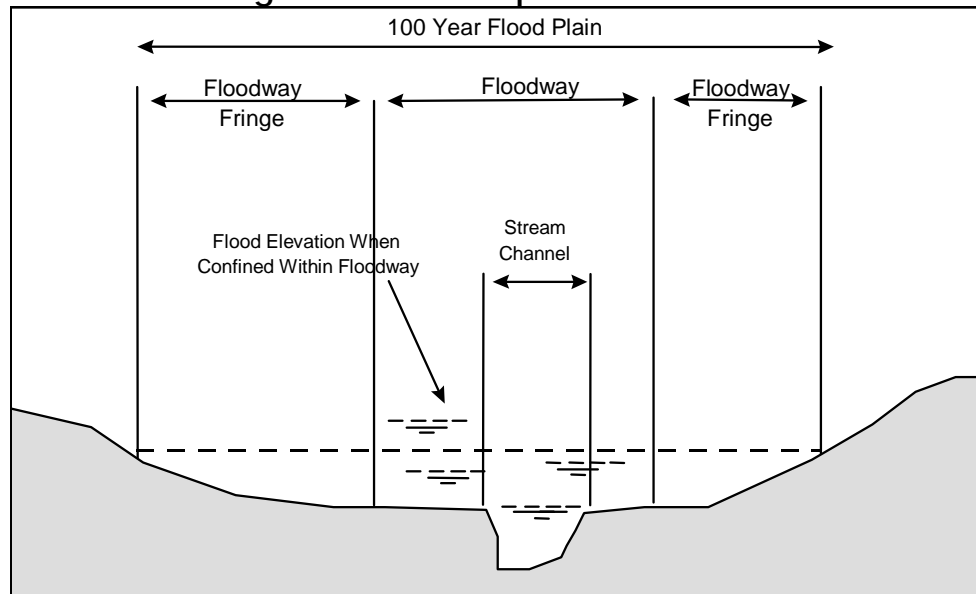 100 Year Flood Plain
Floodway
Fringe
Floodway
Floodway
Fringe
Flood Elevation When
Confined Within Floodway
Stream
Channel